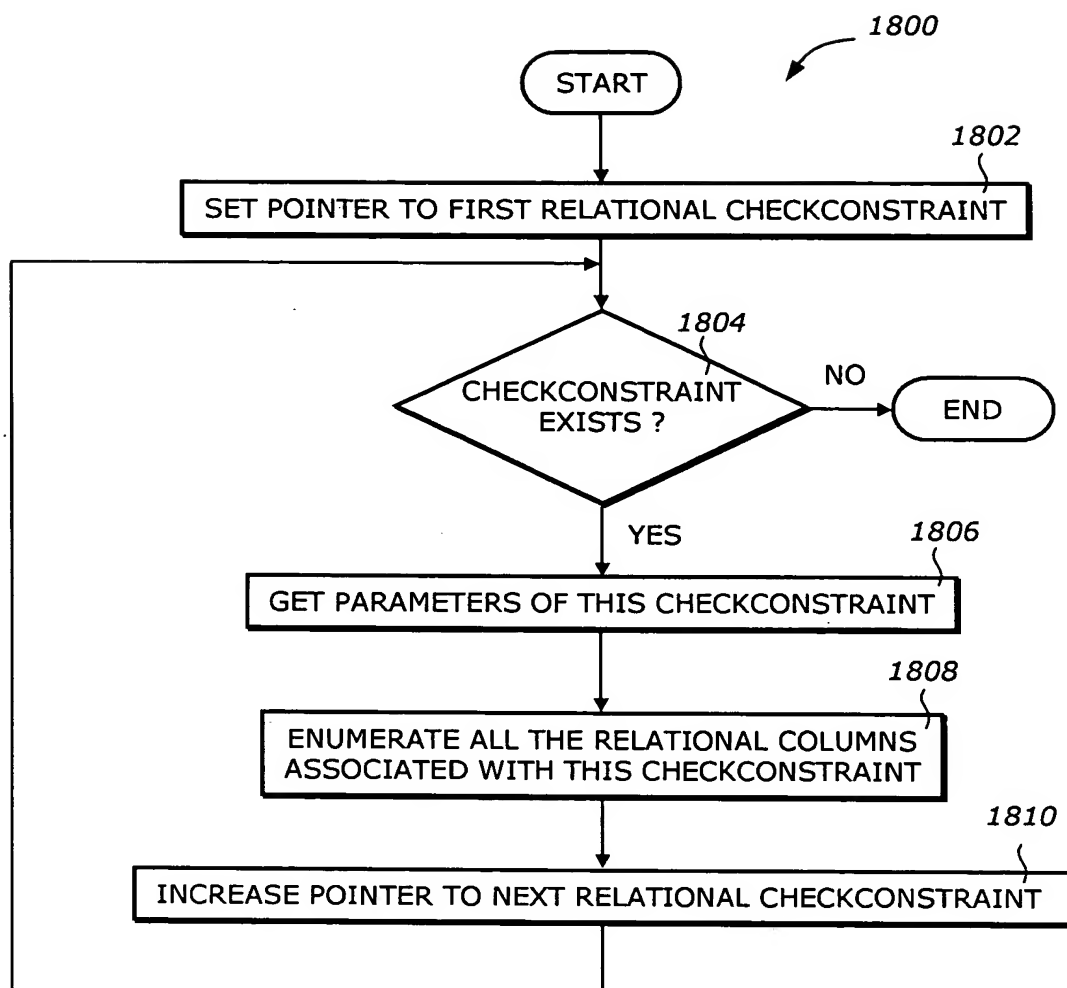 1800
START
1802
SET POINTER TO FIRST RELATIONAL CHECKCONSTRAINT
1804
CHECKCONSTRAINT
EXISTS ?
NO
END
YES
1806
GET PARAMETERS OF THIS CHECKCONSTRAINT
1808
ENUMERATE ALL THE RELATIONAL COLUMNS
ASSOCIATED WITH THIS CHECKCONSTRAINT
1810
INCREASE POINTER TO NEXT RELATIONAL CHECKCONSTRAINT